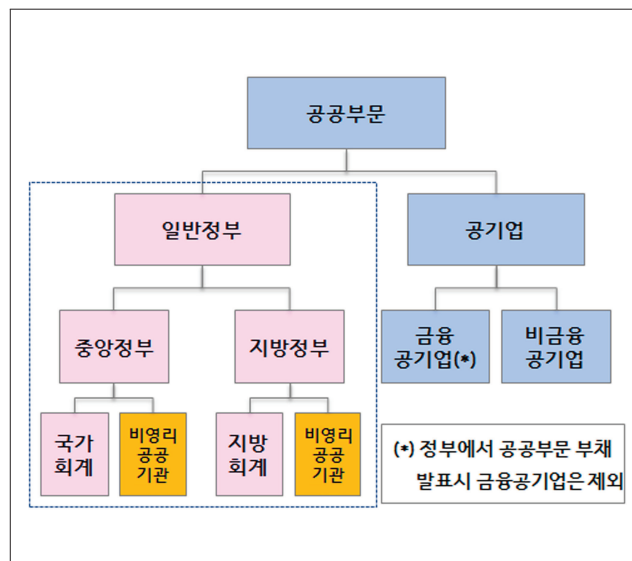 공공부문
일반정부
공기업
중앙정부
지방정부
금융
공기업(*)
비금융
공기업
국가
회계
비영리
공공
기관
지방
회계
비영리
공공
기관
(*) 정부에서 공공부문 부채
발표시 금융공기업은 제외